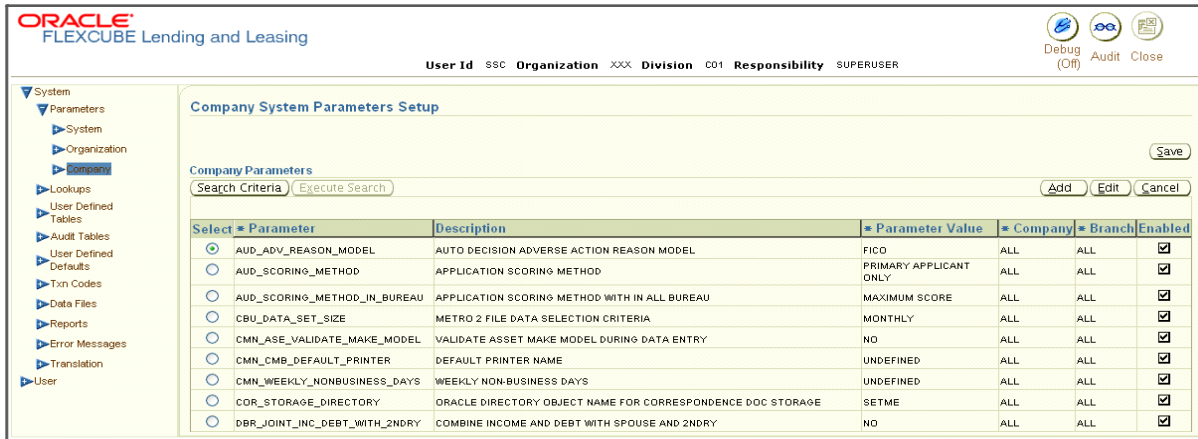 ORACLE
FLEXCUBE Lending and Leasing
Debug (Off) Audit Close
User Id SSC Organization XXX Division C01 Responsibility SUPERUSER
System
Parameters
System
Organization
Company
Lookups
User Defined Tables
Audit Tables
User Defined Defaults
Txn Codes
Data Files
Reports
Error Messages
Translation
User
Company System Parameters Setup
Save
Company Parameters
Search Criteria Execute Search Add Edit Cancel
Select * Parameter Description * Parameter Value * Company * Branch Enabled
AUD_ADV_REASON_MODEL AUTO DECISION ADVERSE ACTION REASON MODEL FICO ALL ALL
AUD_SCORING_METHOD APPLICATION SCORING METHOD PRIMARY APPLICANT ONLY ALL ALL
AUD_SCORING_METHOD_IN_BUREAU APPLICATION SCORING METHOD WITH IN ALL BUREAU MAXIMUM SCORE ALL ALL
CBU_DATA_SET_SIZE METRO 2 FILE DATA SELECTION CRITERIA MONTHLY ALL ALL
CMN_ASE_VALIDATE_MAKE_MODEL VALIDATE ASSET MAKE MODEL DURING DATA ENTRY NO ALL ALL
CMN_CMB_DEFAULT_PRINTER DEFAULT PRINTER NAME UNDEFINED ALL ALL
CMN_WEEKLY_NONBUSINESS_DAYS WEEKLY NON-BUSINESS DAYS UNDEFINED ALL ALL
COR_STORAGE_DIRECTORY ORACLE DIRECTORY OBJECT NAME FOR CORRESPONDENCE DOC STORAGE SETME ALL ALL
DBR_JOINT_INC_DEBT_WITH_2NDRY COMBINE INCOME AND DEBT WITH SPOUSE AND 2NDRY NO ALL ALL